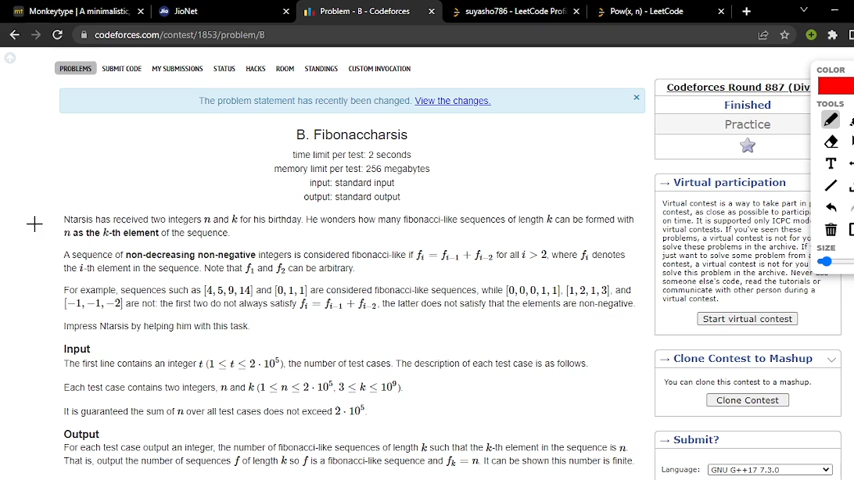 Monkeytype | A minimalistic,
JioNet
Problem - B - Codeforces
suyasho786 - LeetCode Profi
Pow(x, n) - LeetCode
codeforces.com/contest/1853/problem/B
PROBLEMS SUBMIT CODE MY SUBMISSIONS STATUS HACKS ROOM STANDINGS CUSTOM INVOCATION
The problem statement has recently been changed. View the changes.
B. Fibonaccharsis
time limit per test: 2 seconds
memory limit per test: 256 megabytes
input: standard input
output: standard output
Ntarsis has received two integers n and k for his birthday. He wonders how many fibonacci-like sequences of length k can be formed with
n as the k-th element of the sequence.
A sequence of non-decreasing non-negative integers is considered fibonacci-like if f_i = f_{i-1} + f_{i-2} for all i > 2, where f_i denotes
the i-th element in the sequence. Note that f_1 and f_2 can be arbitrary.
For example, sequences such as [4, 5, 9, 14] and [0, 1, 1] are considered fibonacci-like sequences, while [0, 0, 0, 1, 1], [1, 2, 1, 3], and
[−1, −1, −2] are not: the first two do not always satisfy f_i = f_{i-1} + f_{i-2}, the latter does not satisfy that the elements are non-negative.
Impress Ntarsis by helping him with this task.
Input
The first line contains an integer t (1 ≤ t ≤ 2 · 10^5), the number of test cases. The description of each test case is as follows.
Each test case contains two integers, n and k (1 ≤ n ≤ 2 · 10^5, 3 ≤ k ≤ 10^9).
It is guaranteed the sum of n over all test cases does not exceed 2 · 10^5.
Output
For each test case output an integer, the number of fibonacci-like sequences of length k such that the k-th element in the sequence is n.
That is, output the number of sequences f of length k so f is a fibonacci-like sequence and f_k = n. It can be shown this number is finite.
Codeforces Round 887 (Div
Finished
Practice
→ Virtual participation
Virtual contest is a way to take part in
contest, as close as possible to participa
on time. It is supported only ICPC mo
virtual contests. If you've seen these
problems, a virtual contest is not for yo
solve these problems in the archive. If
just want to solve some problem from a
contest, a virtual contest is not for you
solve this problem in the archive. Never use
someone else's code, read the tutorials or
communicate with other person during a
virtual contest.
Start virtual contest
→ Clone Contest to Mashup
You can clone this contest to a mashup.
Clone Contest
→ Submit?
Language: GNU G++17 7.3.0
COLOR
TOOLS
T
SIZE